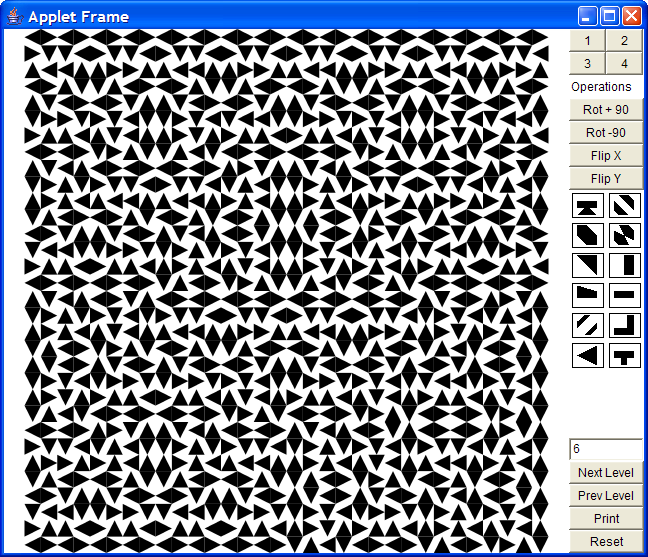 Applet Frame
1 2
3 4
Operations
Rot + 90
Rot -90
Flip X
Flip Y
6
Next Level
Prev Level
Print
Reset